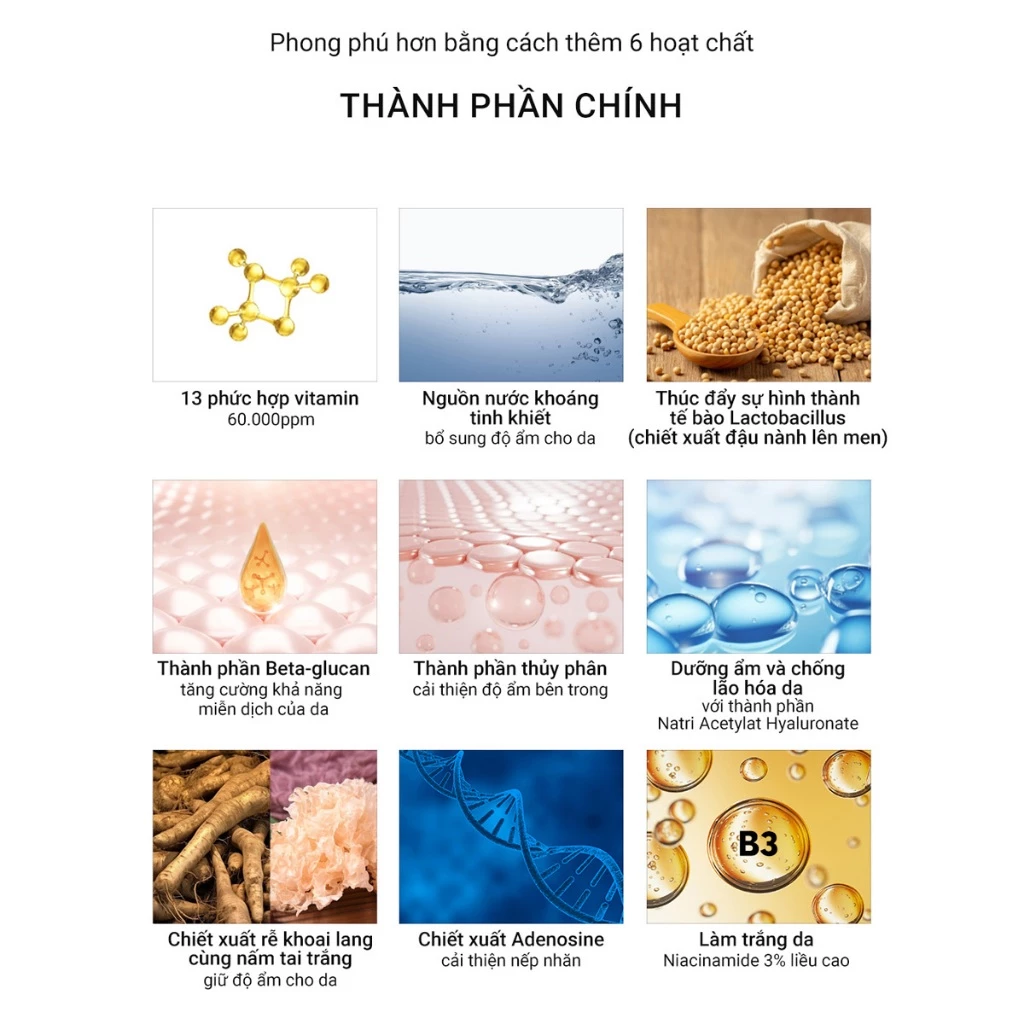 Phong phú hơn bằng cách thêm 6 hoạt chất
THÀNH PHẦN CHÍNH
13 phức hợp vitamin
60.000ppm
Nguồn nước khoáng
tinh khiết
bổ sung độ ẩm cho da
Thúc đẩy sự hình thành
tế bào Lactobacillus
(chiết xuất đậu nành lên men)
Thành phần Beta-glucan
tăng cường khả năng
miễn dịch của da
Thành phần thủy phân
cải thiện độ ẩm bên trong
Dưỡng ẩm và chống
lão hóa da
với thành phần
Natri Acetylat Hyaluronate
Chiết xuất rễ khoai lang
cùng nấm tai trắng
giữ độ ẩm cho da
Chiết xuất Adenosine
cải thiện nếp nhăn
B3
Làm trắng da
Niacinamide 3% liều cao